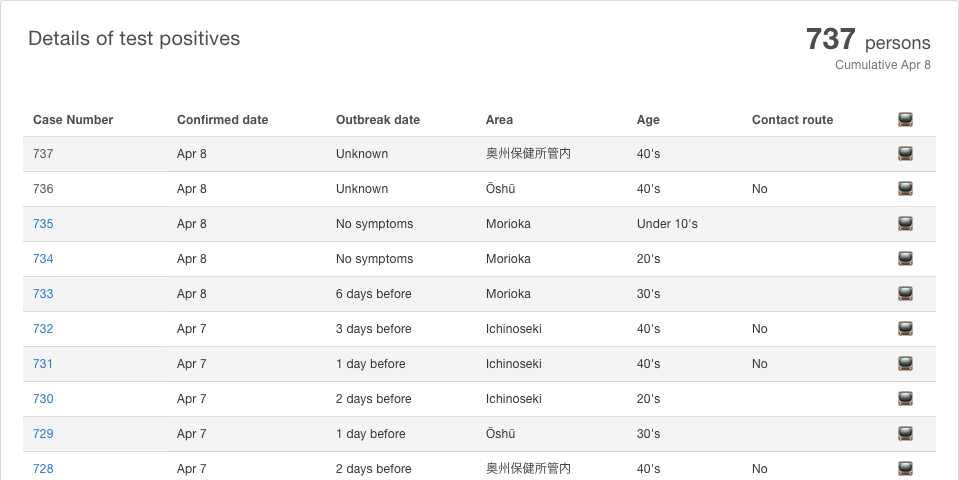 Details of test positives
737 persons
Cumulative Apr 8
Case Number Confirmed date Outbreak date Area Age Contact route
737 Apr 8 Unknown 奥州保健所管内 40's
736 Apr 8 Unknown Ōshū 40's No
735 Apr 8 No symptoms Morioka Under 10's
734 Apr 8 No symptoms Morioka 20's
733 Apr 8 6 days before Morioka 30's
732 Apr 7 3 days before Ichinoseki 40's No
731 Apr 7 1 day before Ichinoseki 40's No
730 Apr 7 2 days before Ichinoseki 20's
729 Apr 7 1 day before Ōshū 30's
728 Apr 7 2 days before 奥州保健所管内 40's No